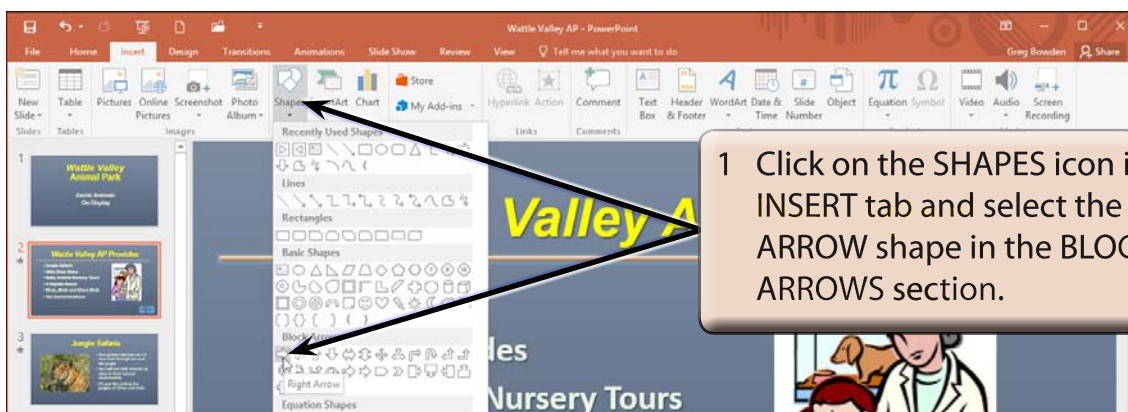 Wattle Valley AP - PowerPoint
File Home Insert Design Transitions Animations Slide Show Review View Tell me what you want to do Greg Bowden Share
New Table Pictures Online Screenshot Photo Chart Store Hyperlink Action Comment Text Header WordArt Date & Slide Object Equation Symbol Video Audio Screen
Slide Pictures Album My Add-ins Box & Footer Time Number Recording
Slides Tables Images Links Comments
Recently Used Shapes
Lines
Rectangles
Basic Shapes
Block Arrows
Right Arrow
Equation Shapes
1
Wattle Valley
Animal Park
Exotic Animals
On Display
2
Wattle Valley AP Provides
3
Jungle Safaris
Valley A
des
Nursery Tours
1 Click on the SHAPES icon i
INSERT tab and select the
ARROW shape in the BLOC
ARROWS section.